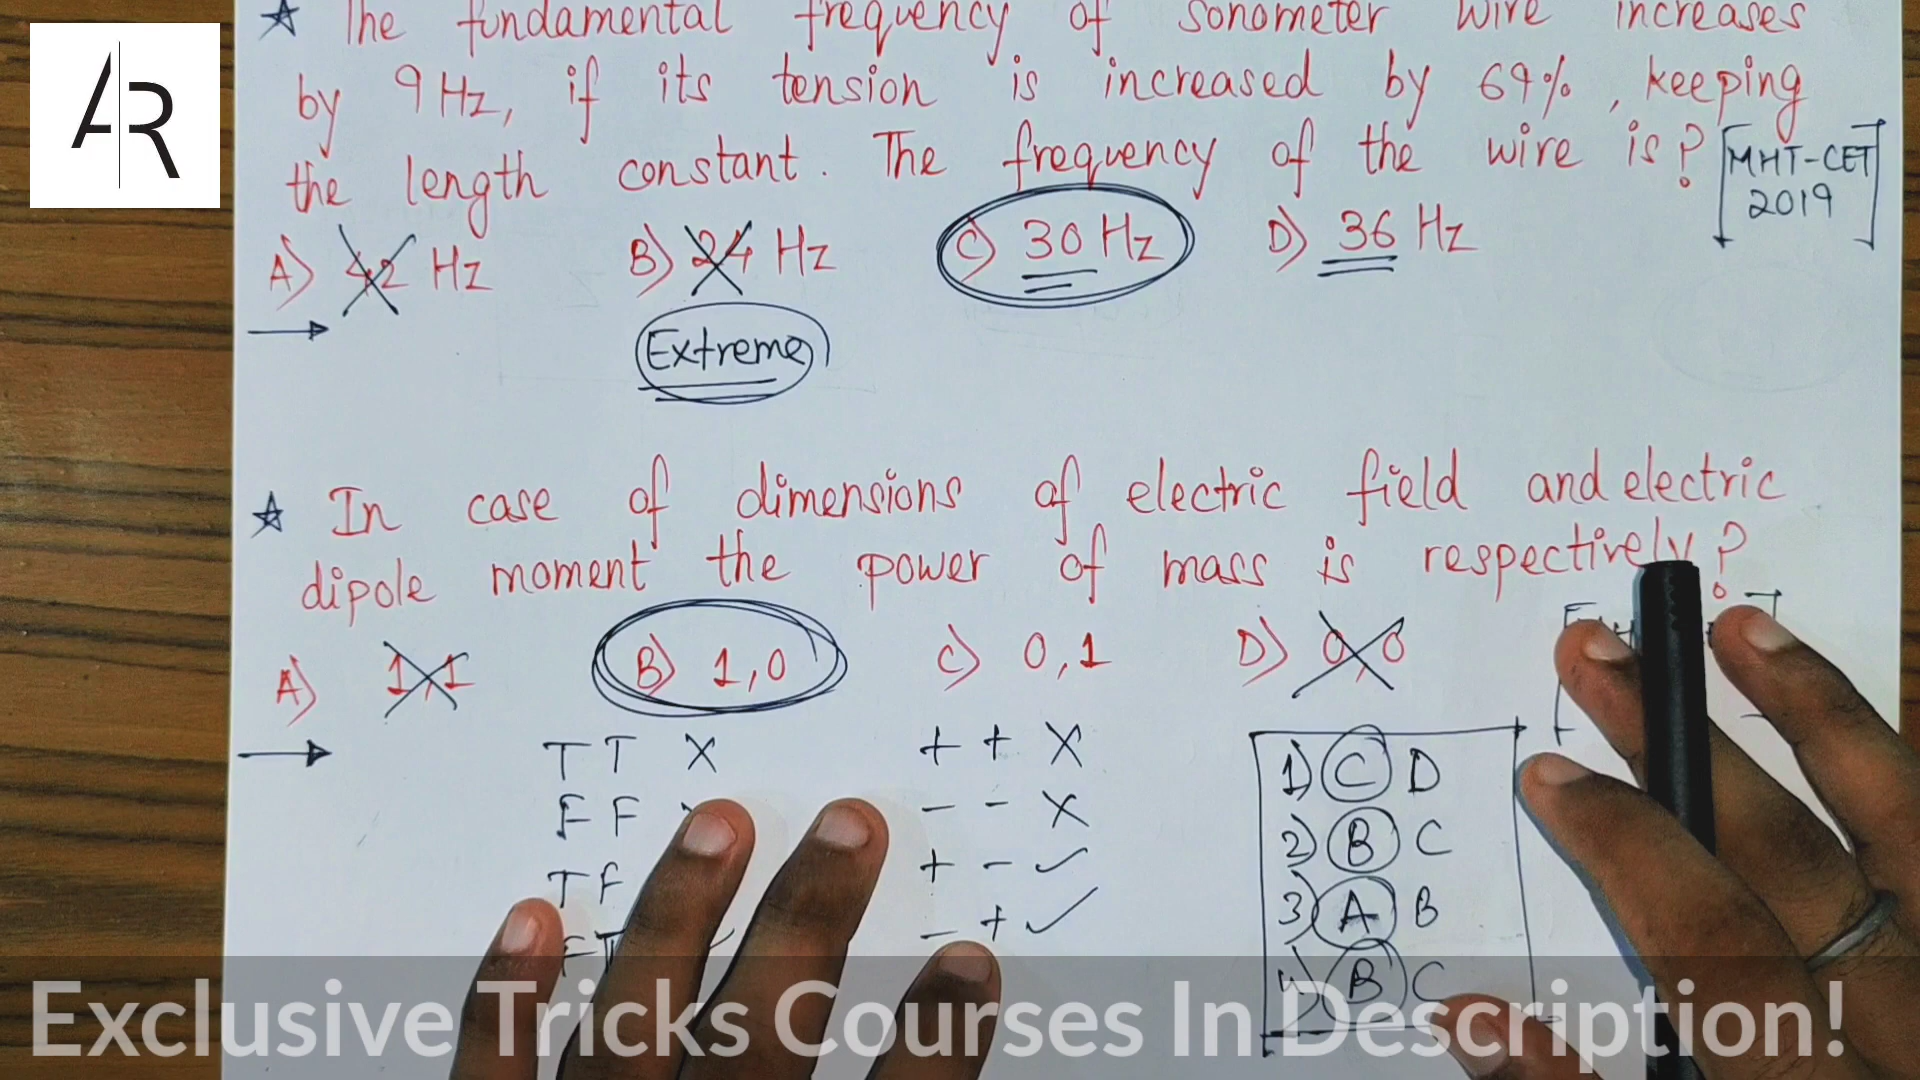 AR
☆ The fundamental frequency of sonometer wire increases
by 9 Hz, if its tension is increased by 69%, keeping
the length constant. The frequency of the wire is?
[MHT-CET
2019]
A) 42 Hz B) 24 Hz C) 30 Hz D) 36 Hz
Extreme
☆ In case of dimensions of electric field and electric
dipole moment the power of mass is respectively?
A) 1,1 B) 1,0 C) 0,1 D) 0,0
T T X
F F
T F
F T
+ + X
- - X
+ - ✓
- + ✓
1) C D
2) B C
3) A B
4) B C
Exclusive Tricks Courses In Description!